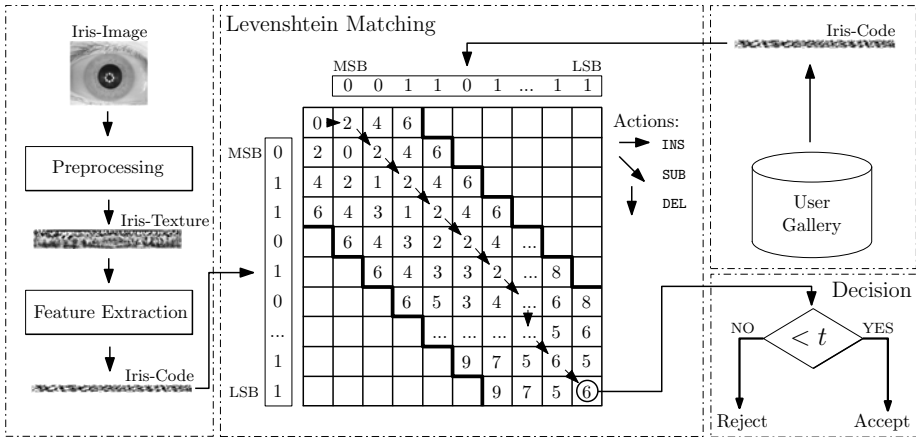 Iris-Image
Preprocessing
Iris-Texture
Feature Extraction
Iris-Code
Levenshtein Matching
MSB LSB
0 0 1 1 0 1 ... 1 1
0 2 4 6
MSB 0 2 0 2 4 6
1 4 2 1 2 4 6
1 6 4 3 1 2 4 6
0 6 4 3 2 2 4 ...
1 6 4 3 3 2 ... 8
0 6 5 3 4 ... 6 8
... ... ... ... ... 5 6
1 9 7 5 6 5
LSB 1 9 7 5 6
Actions:
INS
SUB
DEL
Iris-Code
User
Gallery
Decision
NO < t YES
Reject Accept